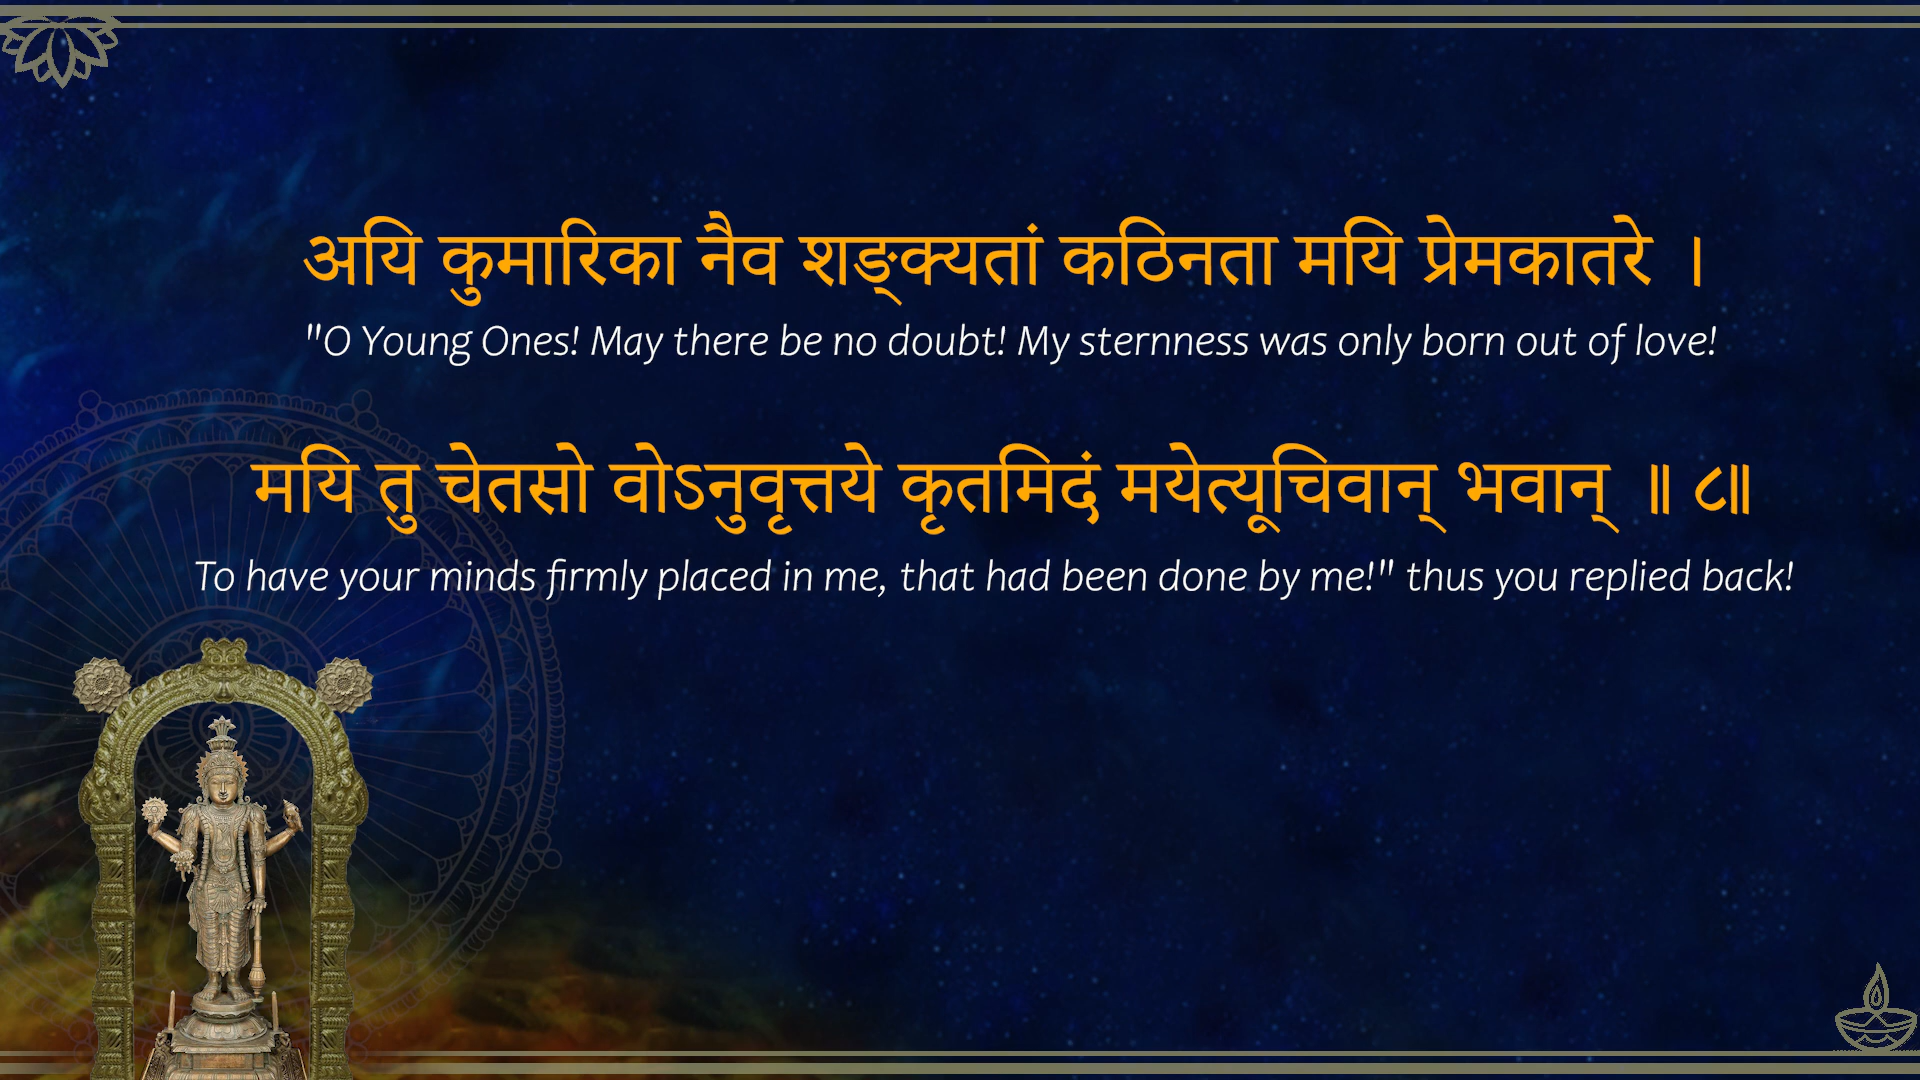 अयि कुमारिका नैव शङ्क्यतां कठिनता मयि प्रेमकातरे ।
"O Young Ones! May there be no doubt! My sternness was only born out of love!
मयि तु चेतसो वोऽनुवृत्तये कृतमिदं मयेत्यूचिवान् भवान् ॥ ८॥
To have your minds firmly placed in me, that had been done by me!" thus you replied back!